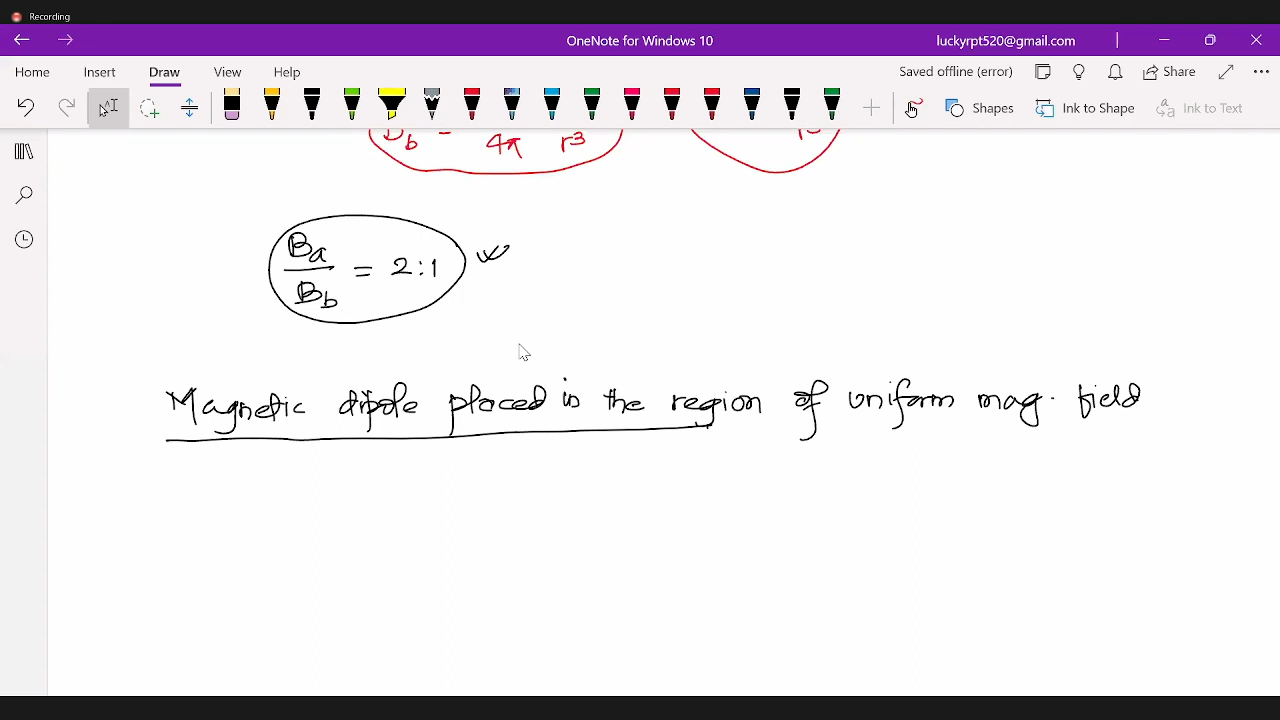 Recording
OneNote for Windows 10
luckyrpt520@gmail.com
Home Insert Draw View Help
Saved offline (error)
Share
Shapes
Ink to Shape
Ink to Text
4π r³
Ba
Bb
= 2:1
Magnetic dipole placed in the region of uniform mag. field